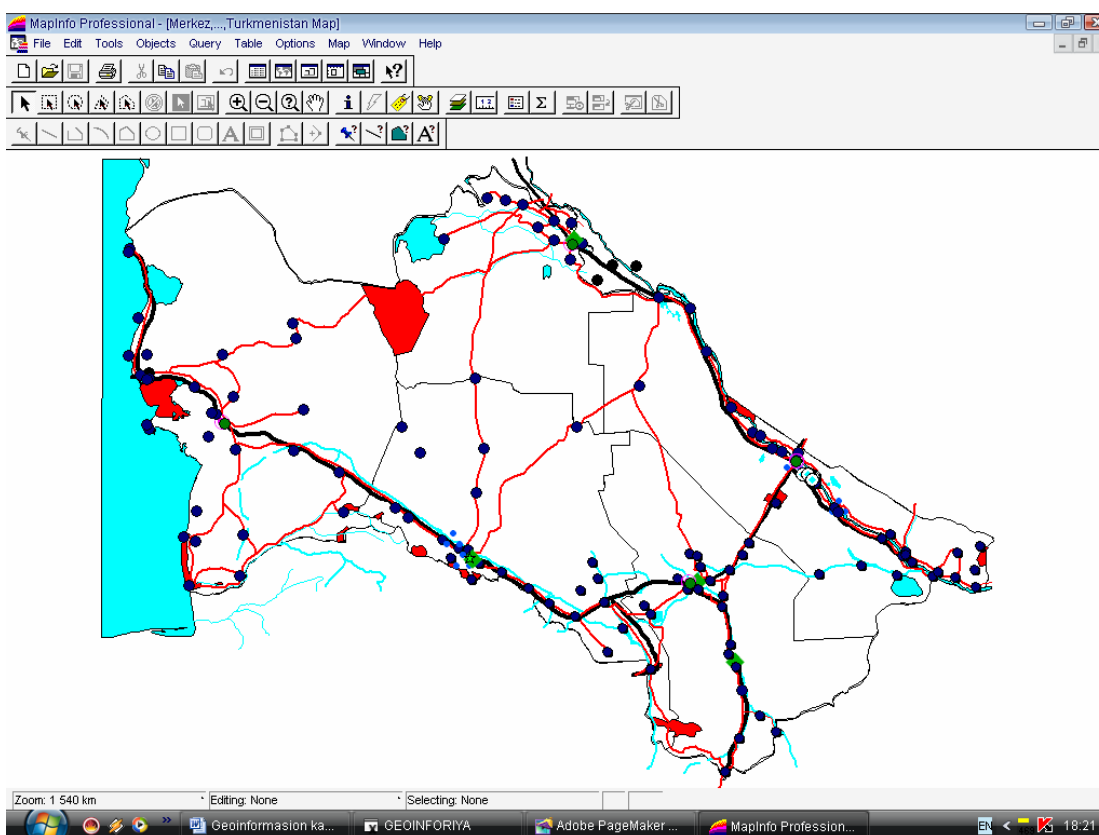 MapInfo Professional - [Merkez,...,Turkmenistan Map]
File Edit Tools Objects Query Table Options Map Window Help
Zoom: 1 540 km Editing: None Selecting: None
Geoinformasion ka... GEOINFORIYA Adobe PageMaker ... MapInfo Profession... EN < 18:21